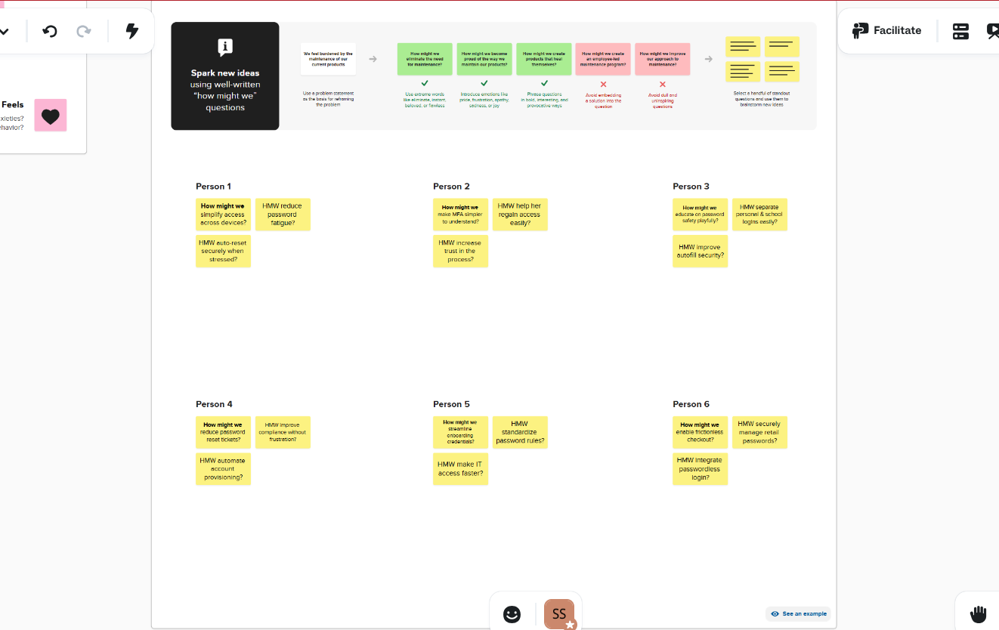 Facilitate
Feels
xieties?
ehavior?
Spark new ideas
using well-written
“how might we”
questions
We feel burdened by the
maintenance of our
current products
Use a problem statement
as the basis for reframing
the problem
How might we
eliminate the need
for maintenance?
Use extreme words
like eliminate, instant,
beloved, or flawless
How might we become
proud of the way we
maintain our products?
Introduce emotions like
pride, frustration, apathy,
sadness, or joy
How might we create
products that heal
themselves?
Phrase questions
in bold, interesting, and
provocative ways
How might we create
an employee-led
maintenance program?
Avoid embedding
a solution into the
question
How might we improve
our approach to
maintenance?
Avoid dull and
uninspiring
questions
Select a handful of standout
questions and use them to
brainstorm new ideas
Person 1
How might we
simplify access
across devices?
HMW reduce
password
fatigue?
HMW auto-reset
securely when
stressed?
Person 2
How might we
make MFA simpler
to understand?
HMW help her
regain access
easily?
HMW increase
trust in the
process?
Person 3
How might we
educate on password
safety playfully?
HMW separate
personal & school
logins easily?
HMW improve
autofill security?
Person 4
How might we
reduce password
reset tickets?
HMW improve
compliance without
frustration?
HMW automate
account
provisioning?
Person 5
How might we
streamline
onboarding
credentials?
HMW
standardize
password rules?
HMW make IT
access faster?
Person 6
How might we
enable frictionless
checkout?
HMW securely
manage retail
passwords?
HMW integrate
passwordless
login?
SS
See an example